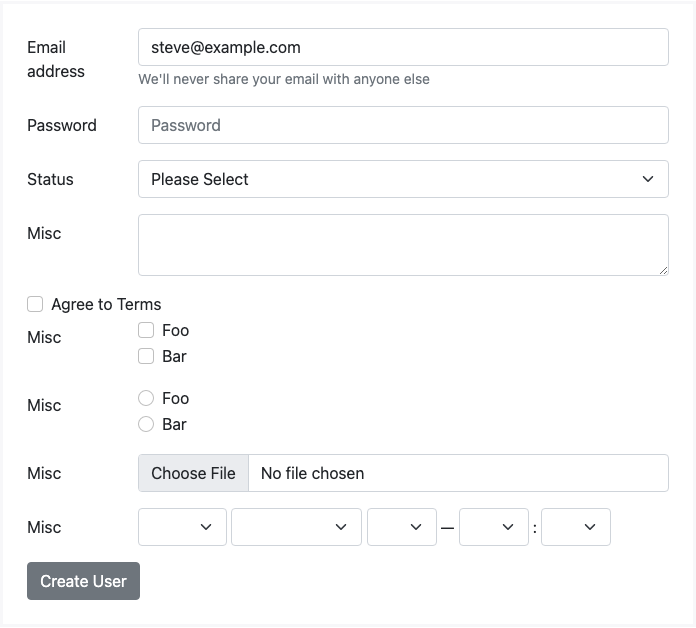 Email
address
steve@example.com
We'll never share your email with anyone else
Password
Password
Status
Please Select
Misc
Agree to Terms
Misc
Foo
Bar
Misc
Foo
Bar
Misc
Choose File
No file chosen
Misc
— :
Create User